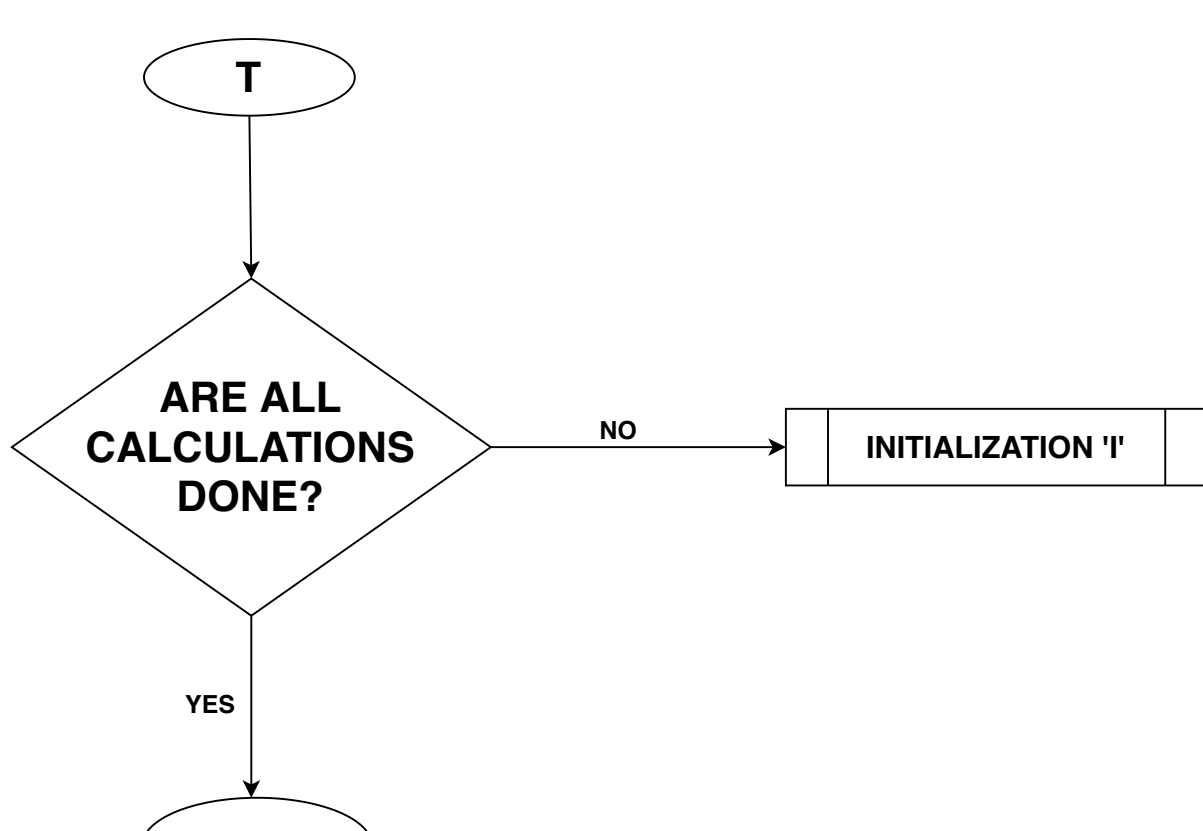 T
ARE ALL
CALCULATIONS
DONE?
NO
INITIALIZATION 'I'
YES